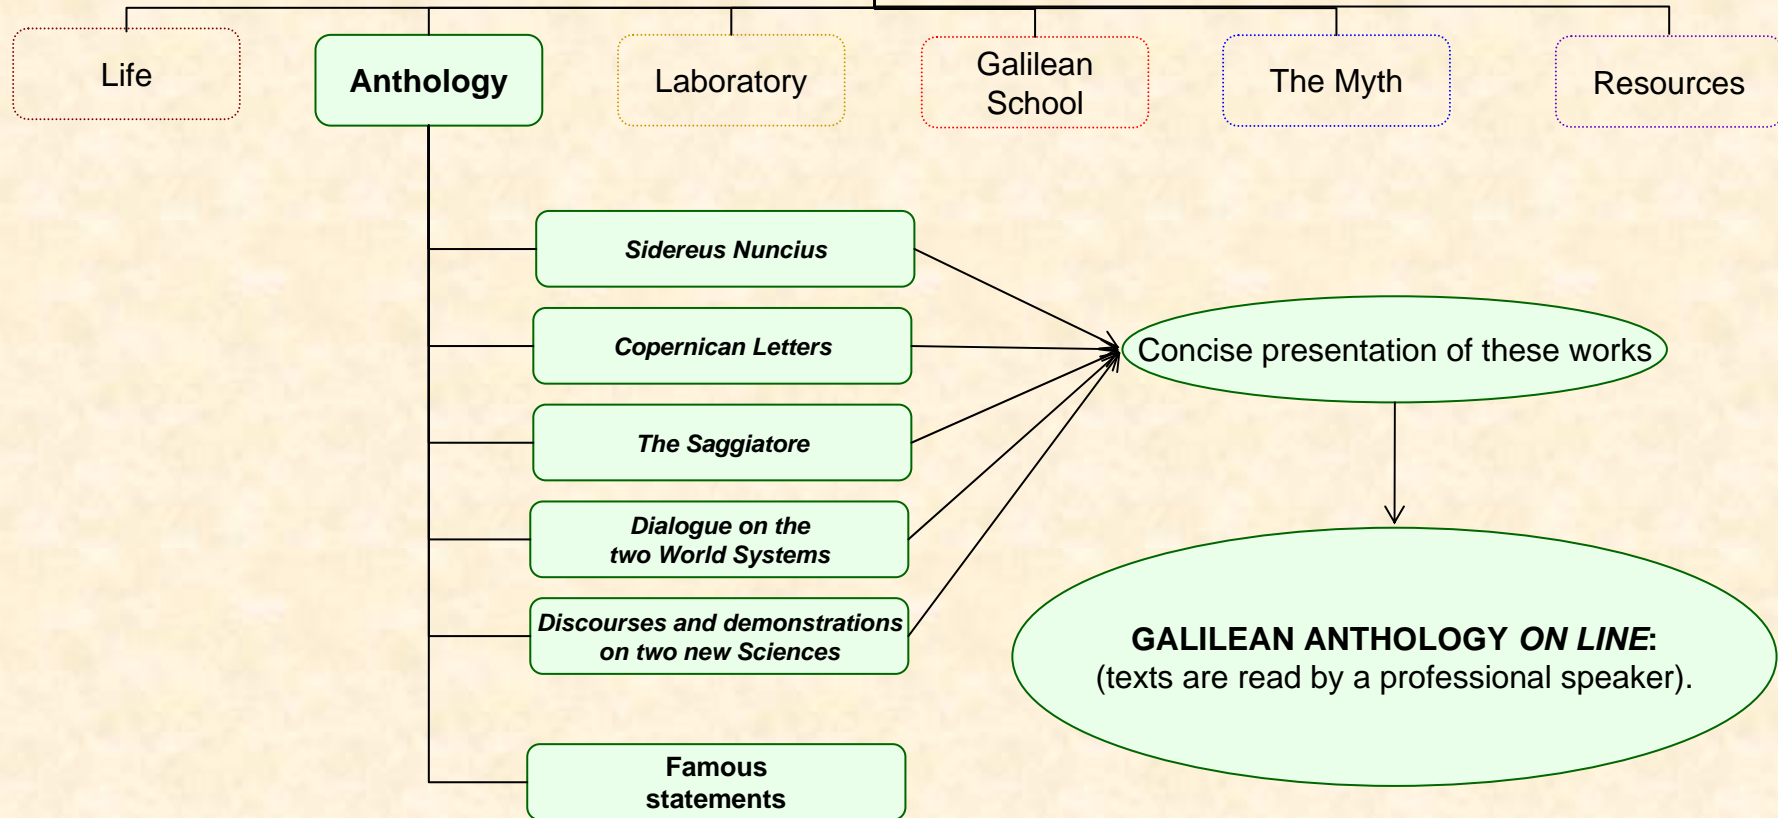 Life
Anthology
Laboratory
Galilean
School
The Myth
Resources
Sidereus Nuncius
Copernican Letters
The Saggiatore
Dialogue on the
two World Systems
Discourses and demonstrations
on two new Sciences
Famous
statements
Concise presentation of these works
GALILEAN ANTHOLOGY ON LINE:
(texts are read by a professional speaker).